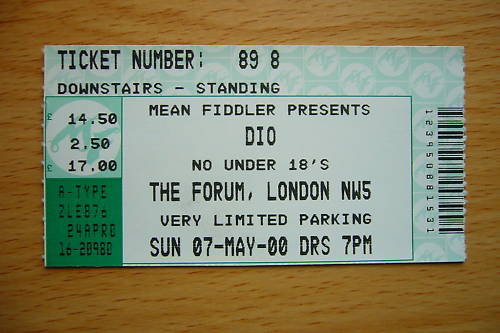 TICKET NUMBER: 89 8
DOWNSTAIRS - STANDING
£ 14.50
2.50
£ 17.00
A-TYPE
2LE876
24APR0
16-20980
MEAN FIDDLER PRESENTS
DIO
NO UNDER 18'S
THE FORUM, LONDON NW5
VERY LIMITED PARKING
SUN 07-MAY-00 DRS 7PM
123950881531